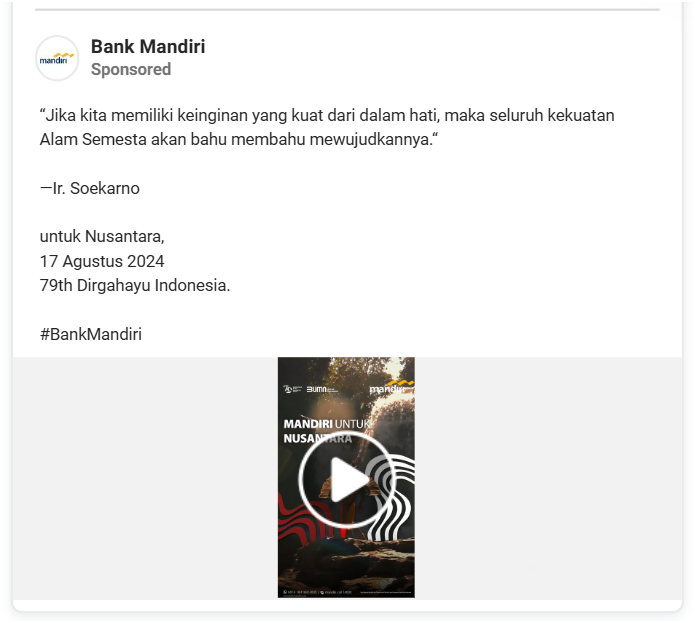 mandiri
Bank Mandiri
Sponsored
“Jika kita memiliki keinginan yang kuat dari dalam hati, maka seluruh kekuatan
Alam Semesta akan bahu membahu mewujudkannya.“
—Ir. Soekarno
untuk Nusantara,
17 Agustus 2024
79th Dirgahayu Indonesia.
#BankMandiri
BUMN
mandiri
MANDIRI UNTUK
NUSANTARA